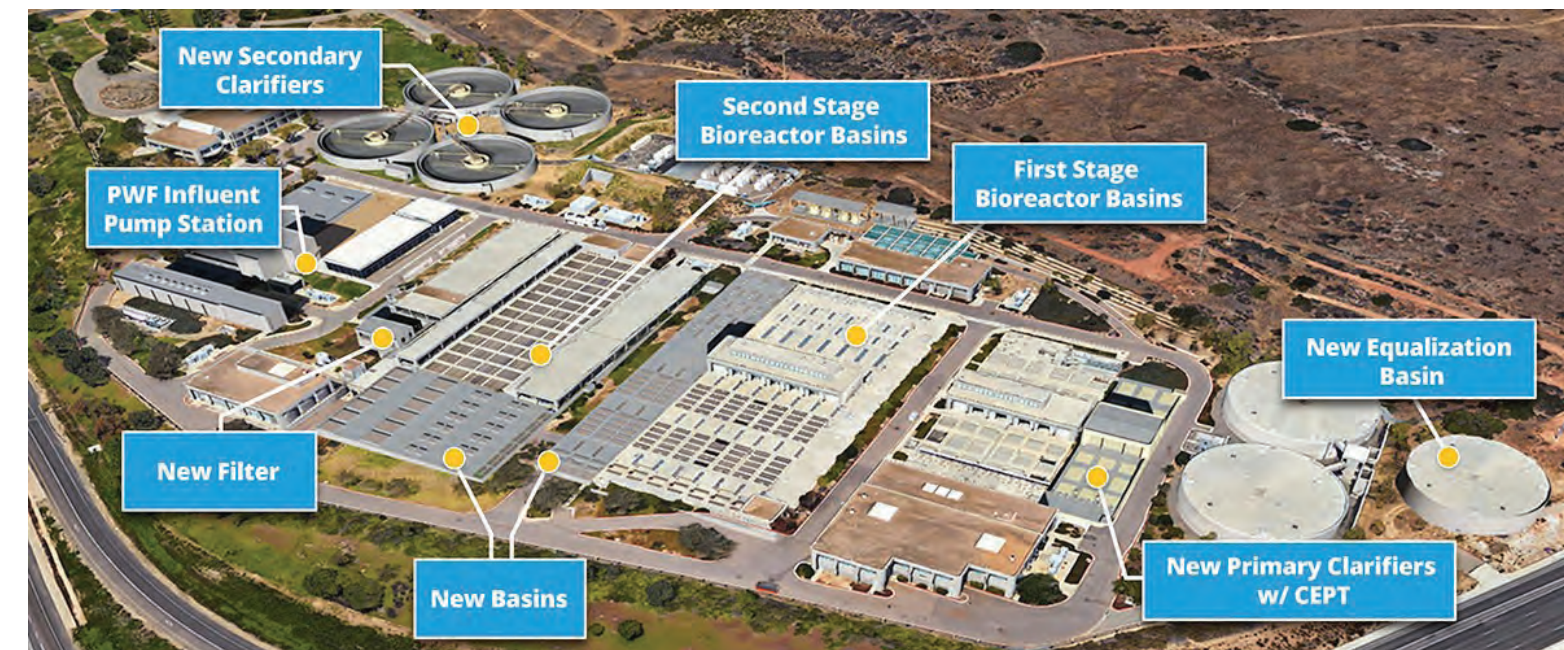 New Secondary
Clarifiers
Second Stage
Bioreactor Basins
First Stage
Bioreactor Basins
PWF Influent
Pump Station
New Equalization
Basin
New Filter
New Basins
New Primary Clarifiers
w/ CEPT